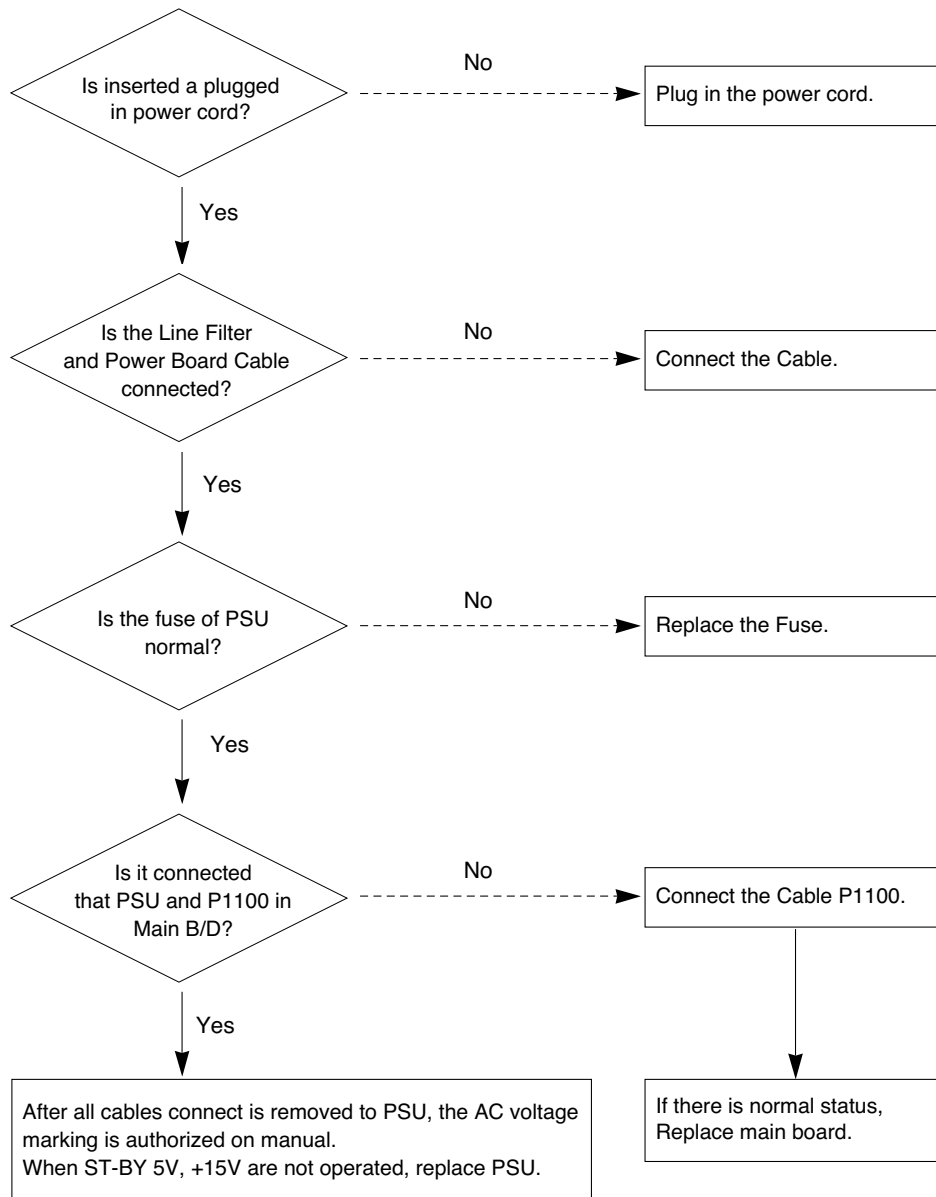 Is inserted a plugged
in power cord?
No
Plug in the power cord.
Yes
Is the Line Filter
and Power Board Cable
connected?
No
Connect the Cable.
Yes
Is the fuse of PSU
normal?
No
Replace the Fuse.
Yes
Is it connected
that PSU and P1100 in
Main B/D?
No
Connect the Cable P1100.
Yes
After all cables connect is removed to PSU, the AC voltage
marking is authorized on manual.
When ST-BY 5V, +15V are not operated, replace PSU.
If there is normal status,
Replace main board.